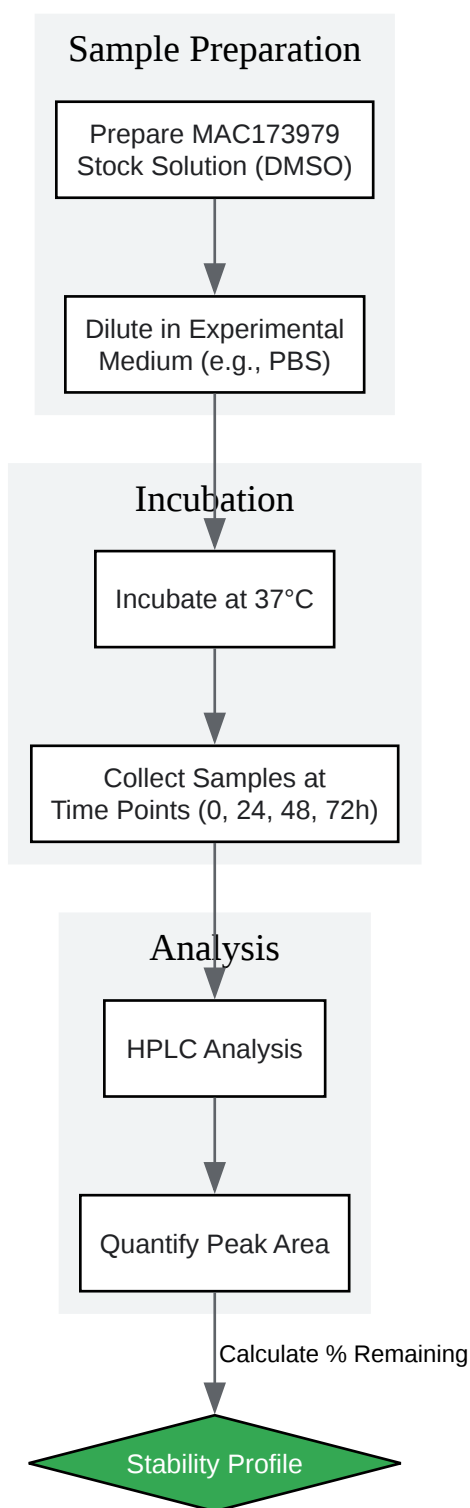 Sample Preparation
Prepare MAC173979
Stock Solution (DMSO)
Dilute in Experimental
Medium (e.g., PBS)
Incubation
Incubate at 37°C
Collect Samples at
Time Points (0, 24, 48, 72h)
Analysis
HPLC Analysis
Quantify Peak Area
Calculate % Remaining
Stability Profile